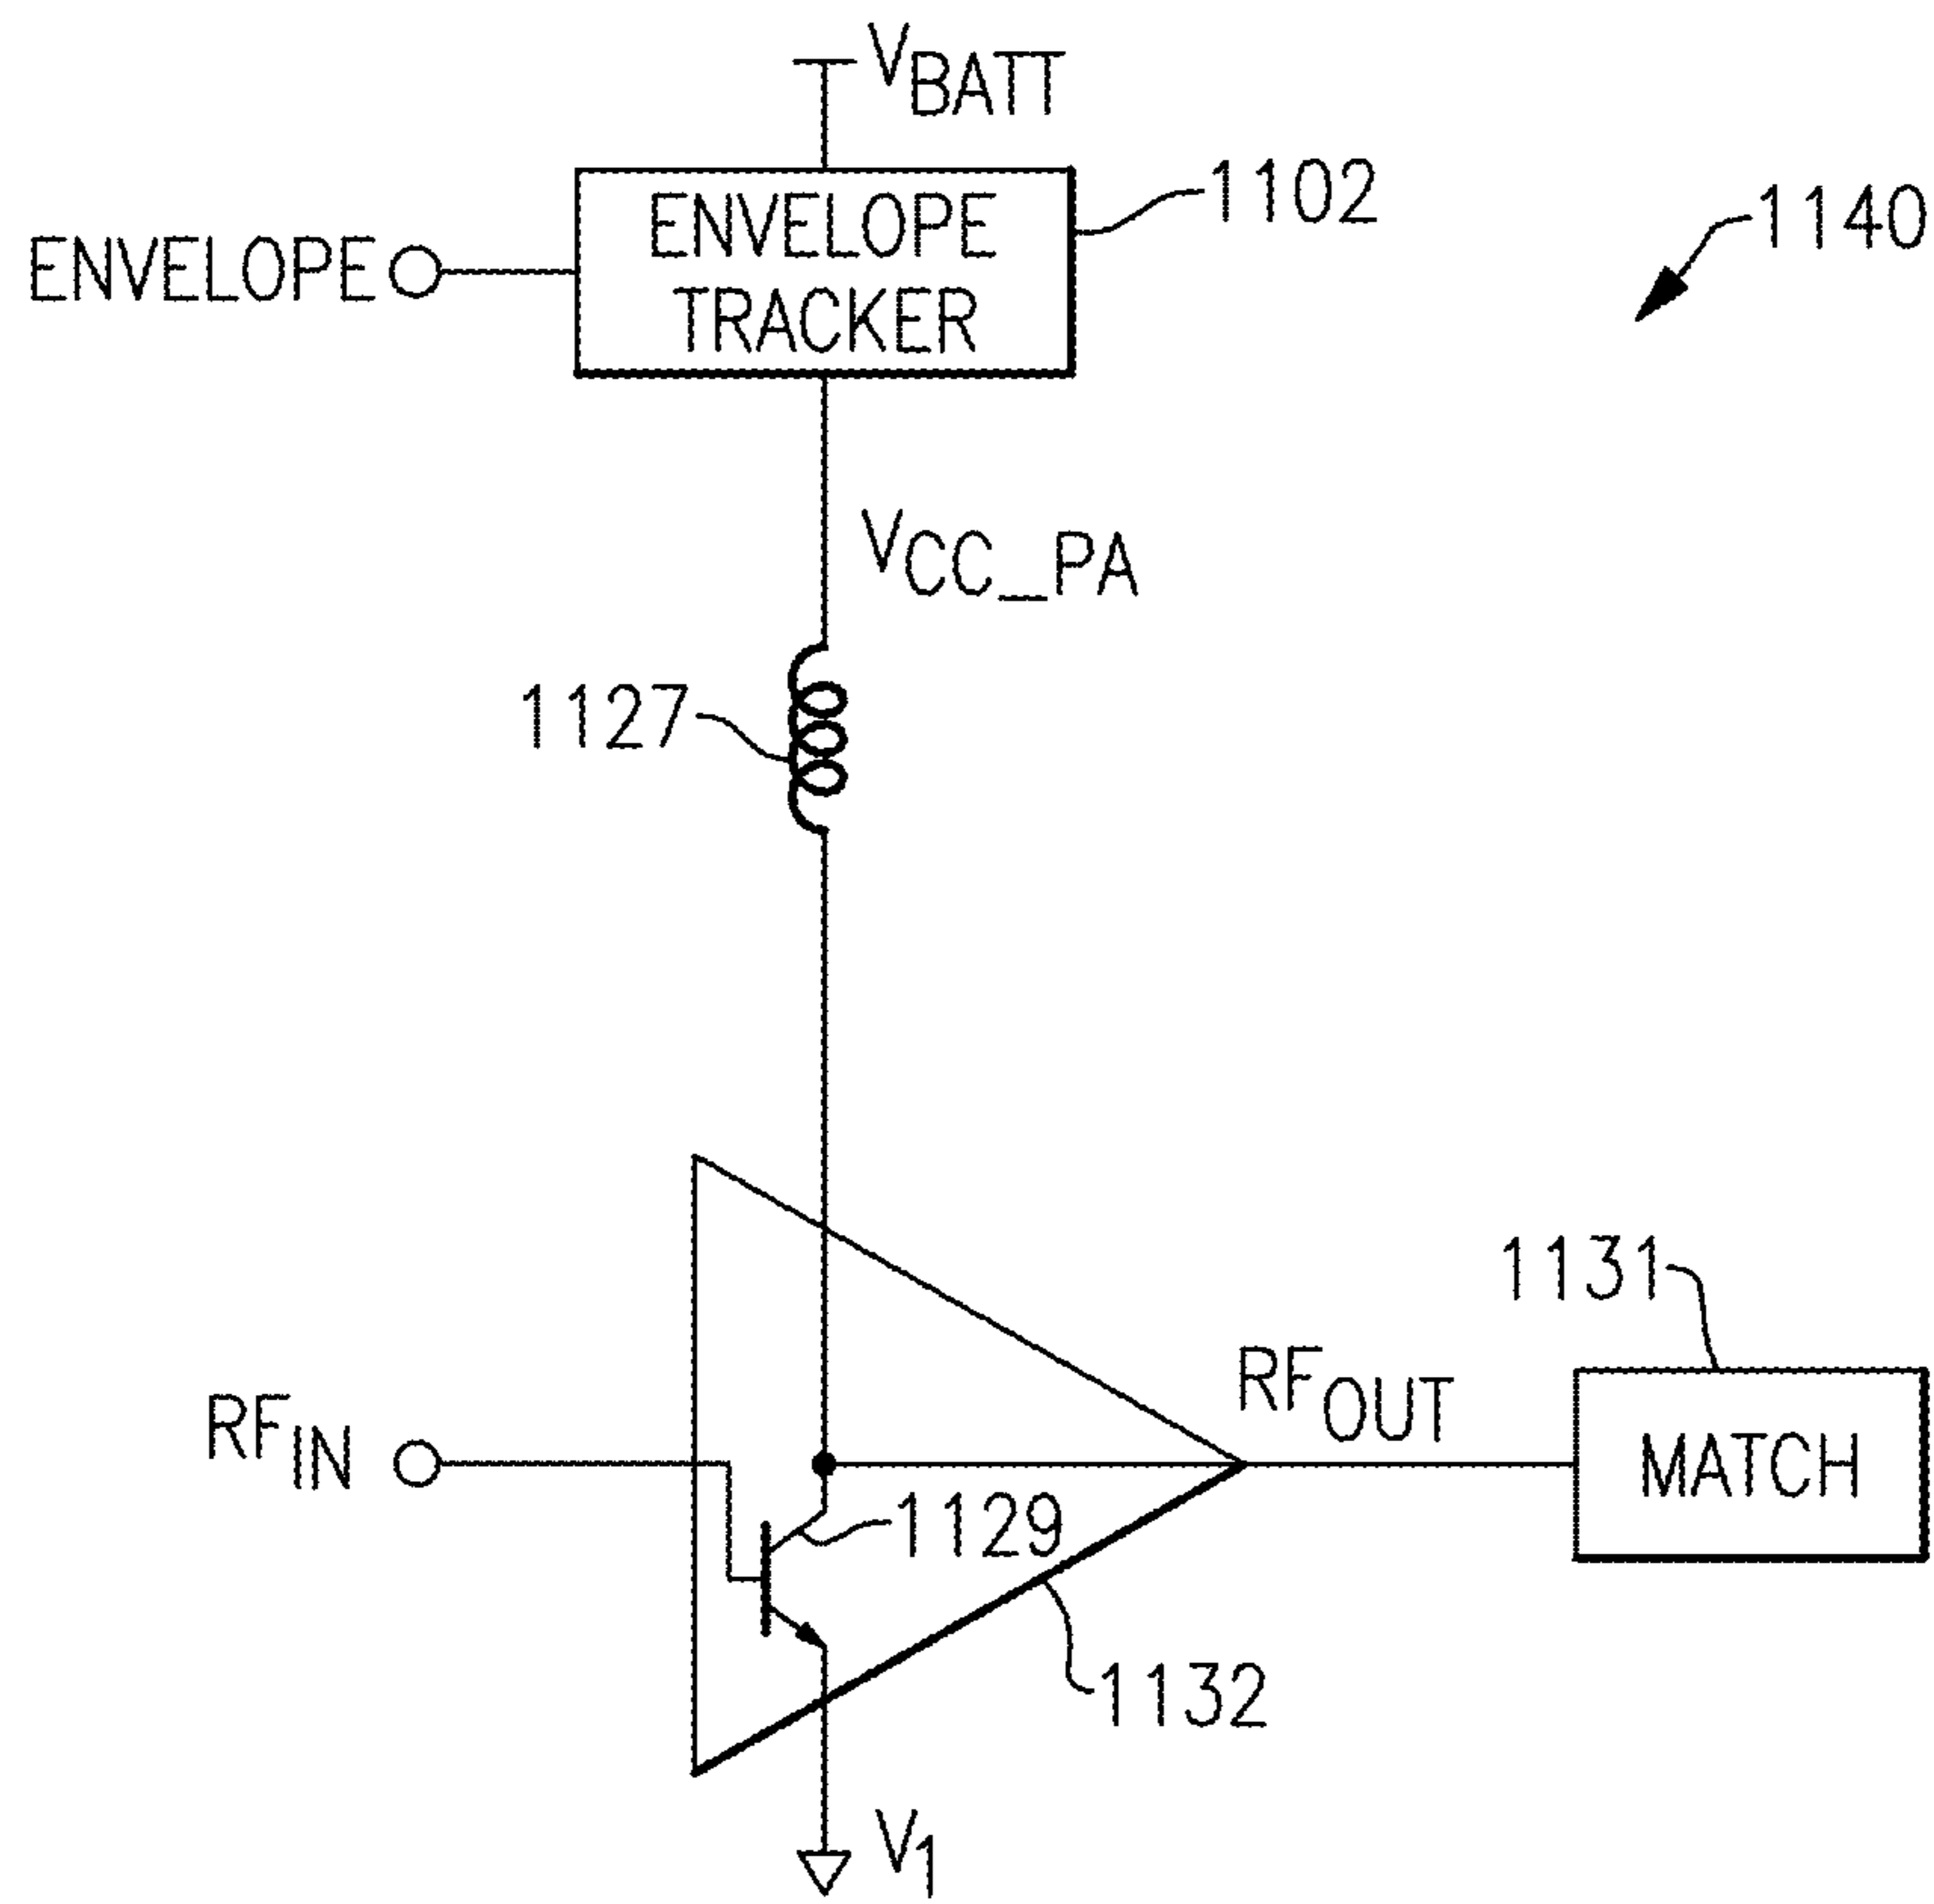 VBATT
1102
1140
ENVELOPE
ENVELOPE
TRACKER
VCC_PA
1127
1131
RFOUT
RFIN
MATCH
1129
1132
V1